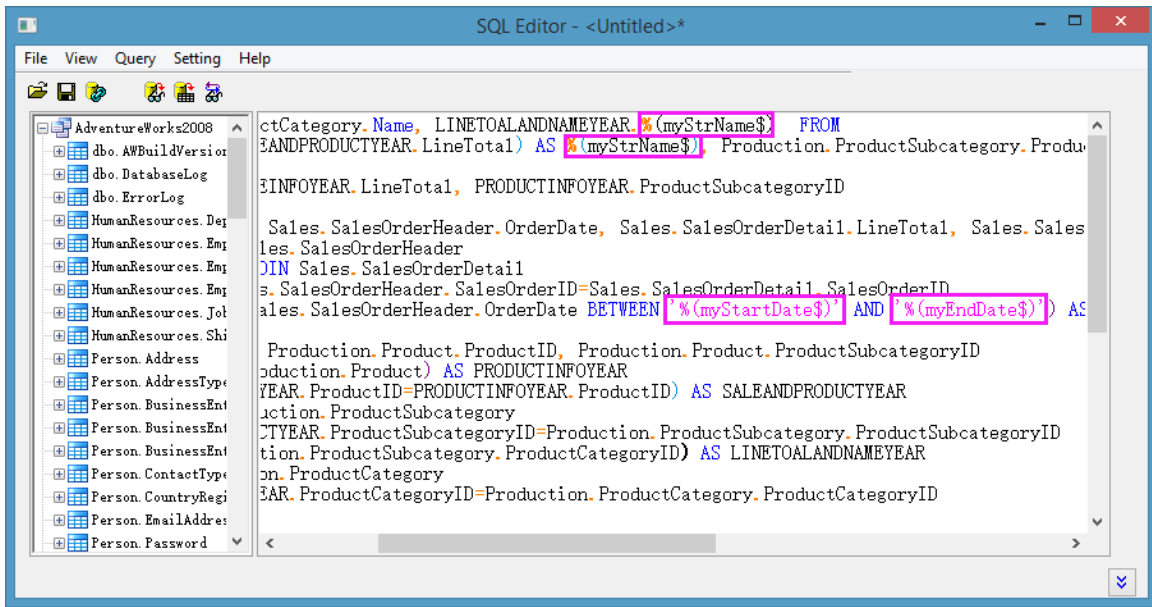 SQL Editor - <Untitled>*
File View Query Setting Help
AdventureWorks2008
dbo.AWBuildVersion
dbo.DatabaseLog
dbo.ErrorLog
HumanResources.Dep
HumanResources.Emp
HumanResources.Emp
HumanResources.Emp
HumanResources.Job
HumanResources.Shi
Person.Address
Person.AddressType
Person.BusinessEnt
Person.BusinessEnt
Person.BusinessEnt
Person.ContactType
Person.CountryRegi
Person.EmailAddres
Person.Password
ctCategory.Name, LINETOALANDNAMEYEAR.%(myStrName$) FROM
EANDPRODUCTYEAR.LineTotal) AS %(myStrName$), Production.ProductSubcategory.Produ
EINFOYEAR.LineTotal, PRODUCTINFOYEAR.ProductSubcategoryID
Sales.SalesOrderHeader.OrderDate, Sales.SalesOrderDetail.LineTotal, Sales.Sales
les.SalesOrderHeader
OIN Sales.SalesOrderDetail
s.SalesOrderHeader.SalesOrderID=Sales.SalesOrderDetail.SalesOrderID
ales.SalesOrderHeader.OrderDate BETWEEN '%(myStartDate$)' AND '%(myEndDate$)') AS
Production.Product.ProductID, Production.Product.ProductSubcategoryID
oduction.Product) AS PRODUCTINFOYEAR
YEAR.ProductID=PRODUCTINFOYEAR.ProductID) AS SALEANDPRODUCTYEAR
uction.ProductSubcategory
CTYEAR.ProductSubcategoryID=Production.ProductSubcategory.ProductSubcategoryID
tion.ProductSubcategory.ProductCategoryID) AS LINETOALANDNAMEYEAR
on.ProductCategory
EAR.ProductCategoryID=Production.ProductCategory.ProductCategoryID